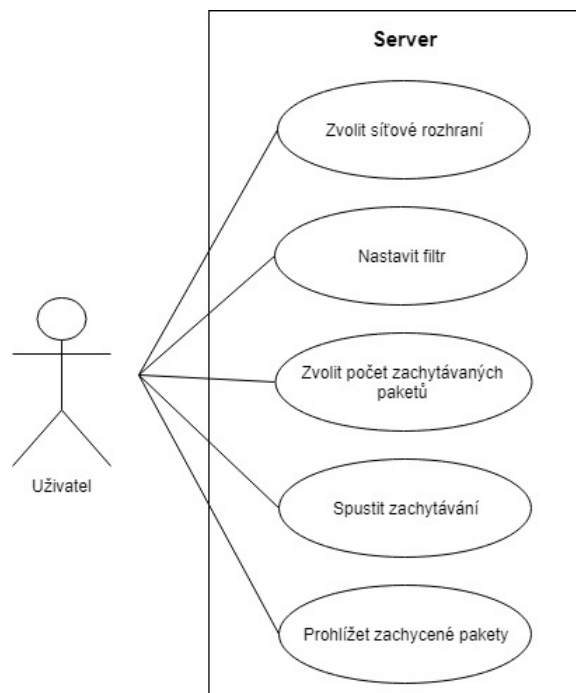 Server
Zvolit síťové rozhraní
Nastavit filtr
Zvolit počet zachytávaných
paketů
Uživatel
Spustit zachytávání
Prohlížet zachycené pakety